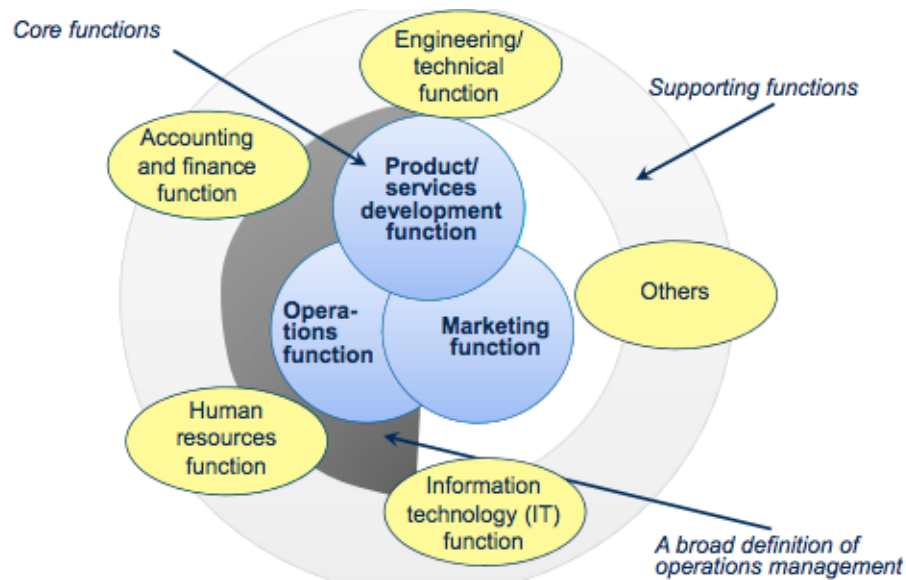 Core functions
Engineering/
technical
function
Supporting functions
Accounting
and finance
function
Product/
services
development
function
Others
Opera-
tions
function
Marketing
function
Human
resources
function
Information
technology (IT)
function
A broad definition of
operations management